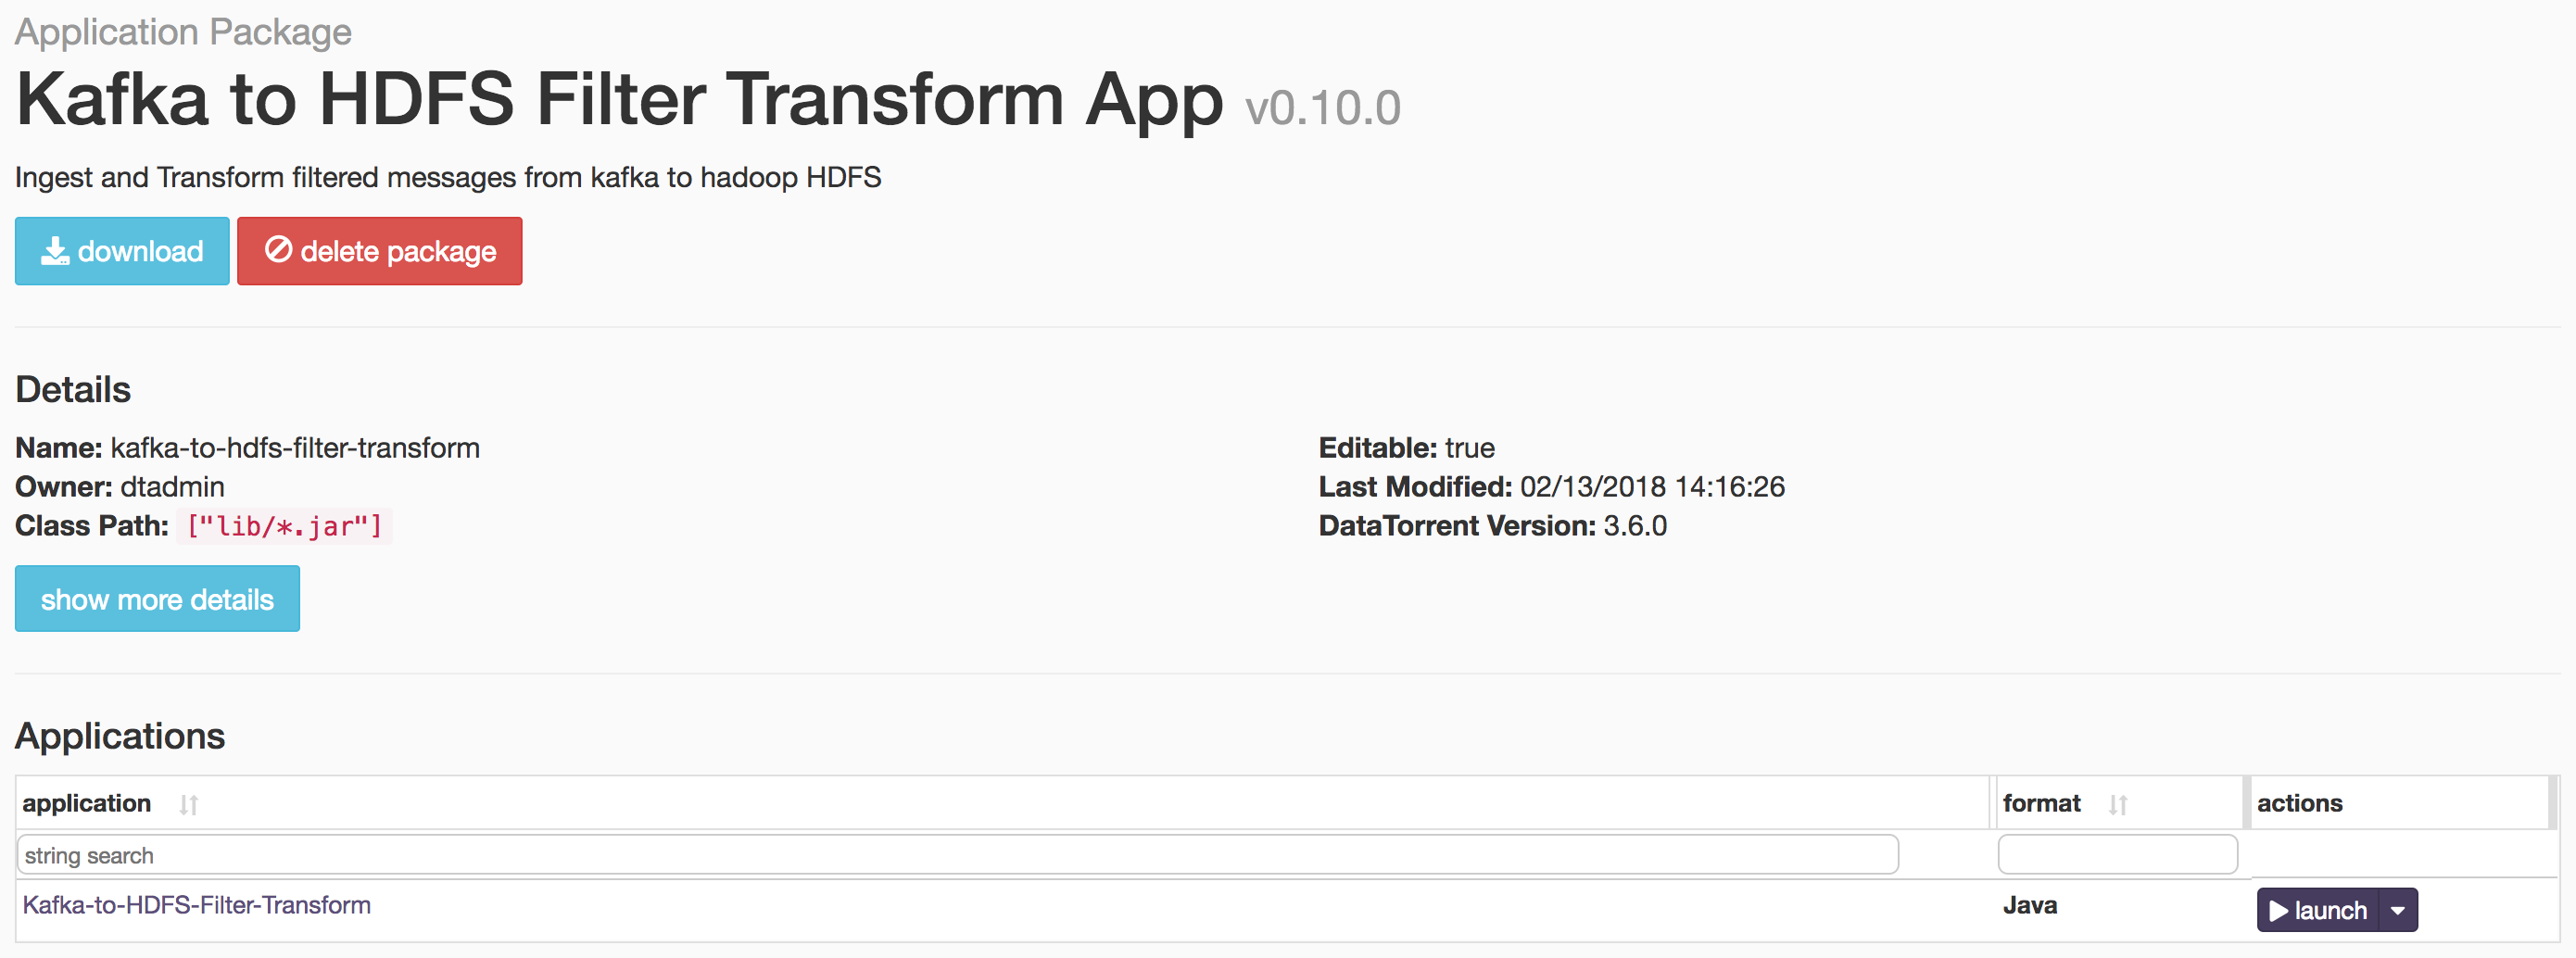 Application Package
Kafka to HDFS Filter Transform App v0.10.0
Ingest and Transform filtered messages from kafka to hadoop HDFS
download delete package
Details
Name: kafka-to-hdfs-filter-transform
Owner: dtadmin
Class Path: ["lib/*.jar"]
Editable: true
Last Modified: 02/13/2018 14:16:26
DataTorrent Version: 3.6.0
show more details
Applications
application format actions
string search
Kafka-to-HDFS-Filter-Transform Java launch